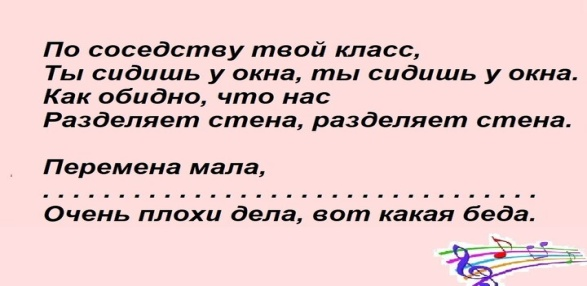 По соседству твой класс,
Ты сидишь у окна, ты сидишь у окна.
Как обидно, что нас
Разделяет стена, разделяет стена.
Перемена мала,
. . . . . . . . . . . . . . . . . . . . . . . . . . . . . . . . .
Очень плохи дела, вот какая беда.